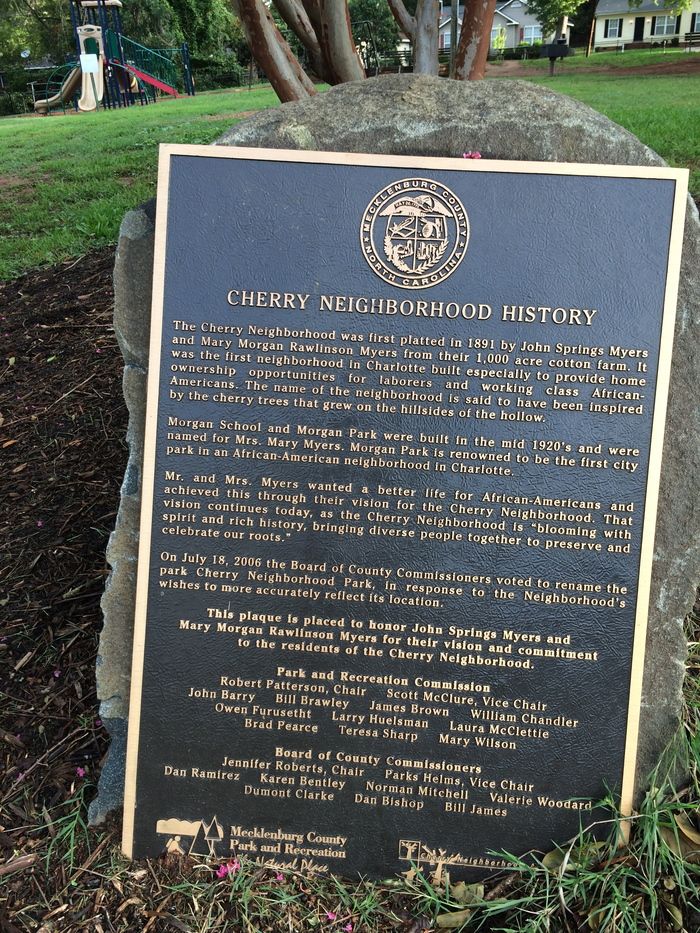 MECKLENBURG COUNTY
NORTH CAROLINA
CHERRY NEIGHBORHOOD HISTORY
The Cherry Neighborhood was first platted in 1891 by John Springs Myers
and Mary Morgan Rawlinson Myers from their 1,000 acre cotton farm. It
was the first neighborhood in Charlotte built especially to provide home
ownership opportunities for laborers and working class African-
Americans. The name of the neighborhood is said to have been inspired
by the cherry trees that grew on the hillsides of the hollow.
Morgan School and Morgan Park were built in the mid 1920's and were
named for Mrs. Mary Myers. Morgan Park is renowned to be the first city
park in an African-American neighborhood in Charlotte.
Mr. and Mrs. Myers wanted a better life for African-Americans and
achieved this through their vision for the Cherry Neighborhood. That
vision continues today, as the Cherry Neighborhood is "blooming with
spirit and rich history, bringing diverse people together to preserve and
celebrate our roots."
On July 18, 2006 the Board of County Commissioners voted to rename the
park Cherry Neighborhood Park, in response to the Neighborhood's
wishes to more accurately reflect its location.
This plaque is placed to honor John Springs Myers and
Mary Morgan Rawlinson Myers for their vision and commitment
to the residents of the Cherry Neighborhood.
Park and Recreation Commission
Robert Patterson, Chair Scott McClure, Vice Chair
John Barry Bill Brawley James Brown William Chandler
Owen Furusetht Larry Huelsman Laura McClettie
Brad Pearce Teresa Sharp Mary Wilson
Board of County Commissioners
Jennifer Roberts, Chair Parks Helms, Vice Chair
Dan Ramirez Karen Bentley Norman Mitchell Valerie Woodard
Dumont Clarke Dan Bishop Bill James
Mecklenburg County
Park and Recreation
Natural Place
Cherry Neighborhood